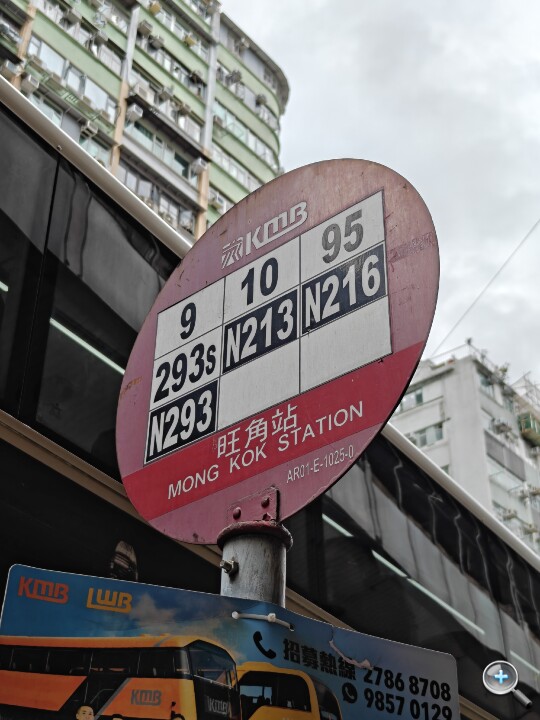 KMB
9 10 95
293s N213 N216
N293
旺角站
MONG KOK STATION
AR01-E-1025-0
KMB LWB
招募熱線 2786 8708
9857 0129
KMB